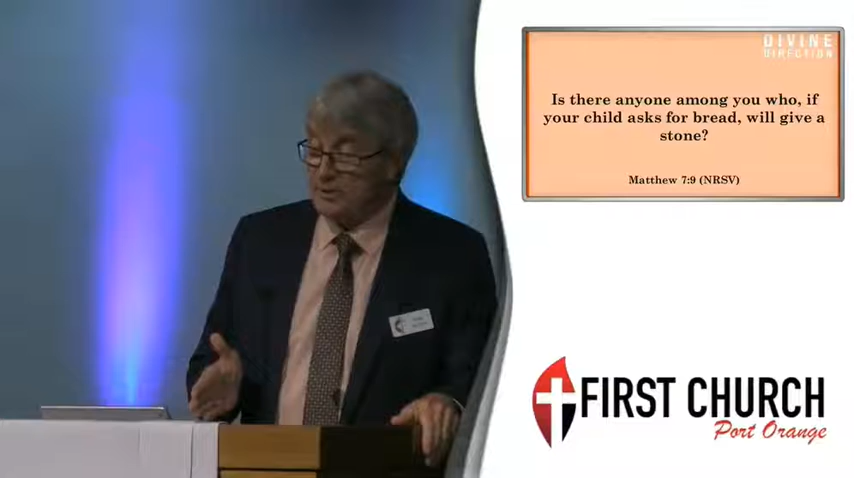 DIVINE
DIRECTION
Is there anyone among you who, if
your child asks for bread, will give a
stone?
Matthew 7:9 (NRSV)
FIRST CHURCH
Port Orange